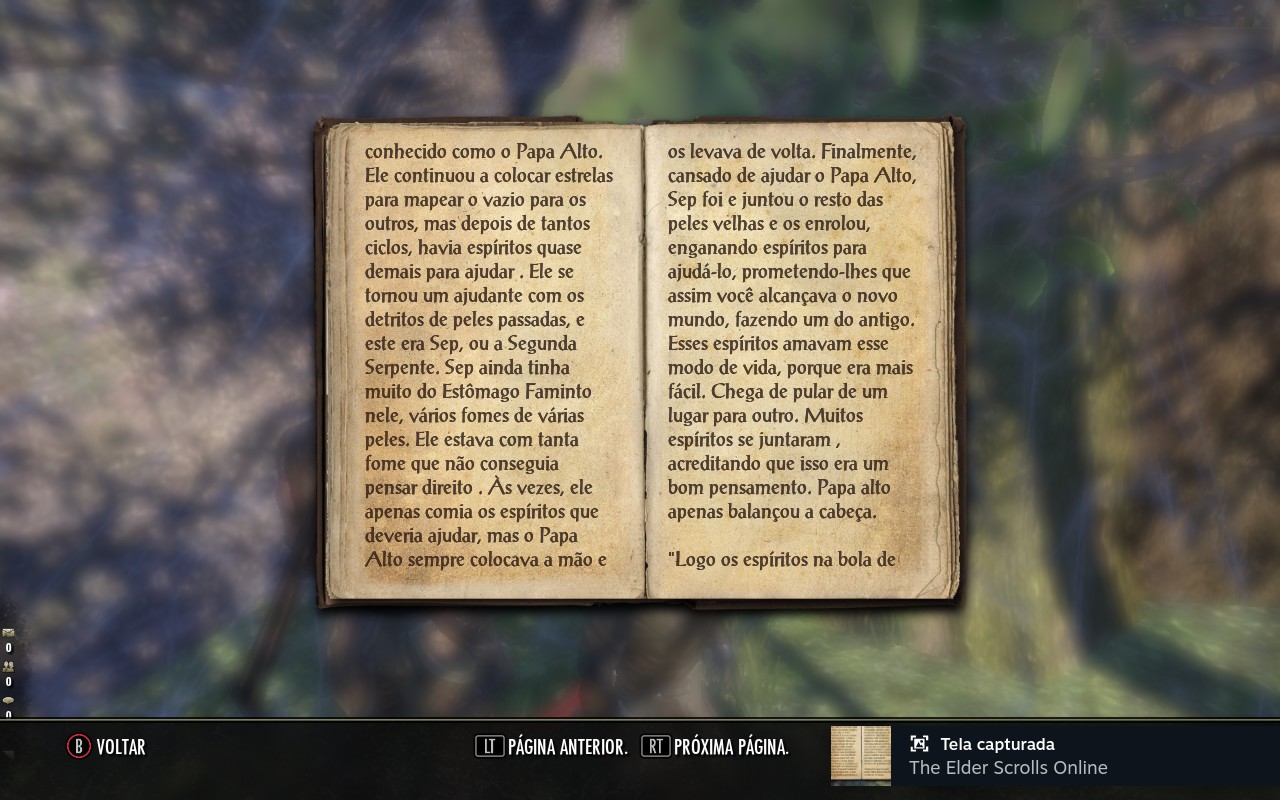 conhecido como o Papa Alto.
Ele continuou a colocar estrelas
para mapear o vazio para os
outros, mas depois de tantos
ciclos, havia espíritos quase
demais para ajudar . Ele se
tornou um ajudante com os
detritos de peles passadas, e
este era Sep, ou a Segunda
Serpente. Sep ainda tinha
muito do Estômago Faminto
nele, vários fomes de várias
peles. Ele estava com tanta
fome que não conseguia
pensar direito . Às vezes, ele
apenas comia os espíritos que
deveria ajudar, mas o Papa
Alto sempre colocava a mão e
os levava de volta. Finalmente,
cansado de ajudar o Papa Alto,
Sep foi e juntou o resto das
peles velhas e os enrolou,
enganando espíritos para
ajudá-lo, prometendo-lhes que
assim você alcançava o novo
mundo, fazendo um do antigo.
Esses espíritos amavam esse
modo de vida, porque era mais
fácil. Chega de pular de um
lugar para outro. Muitos
espíritos se juntaram ,
acreditando que isso era um
bom pensamento. Papa alto
apenas balançou a cabeça.
"Logo os espíritos na bola de
0
0
0
B VOLTAR
LT PÁGINA ANTERIOR.
RT PRÓXIMA PÁGINA.
Tela capturada
The Elder Scrolls Online